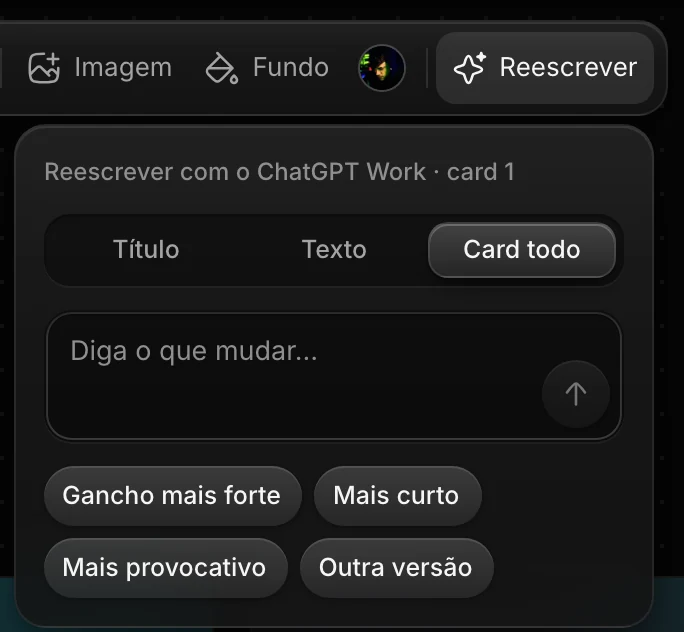 Imagem Fundo Reescrever
Reescrever com o ChatGPT Work · card 1
Título Texto Card todo
Diga o que mudar...
Gancho mais forte Mais curto
Mais provocativo Outra versão